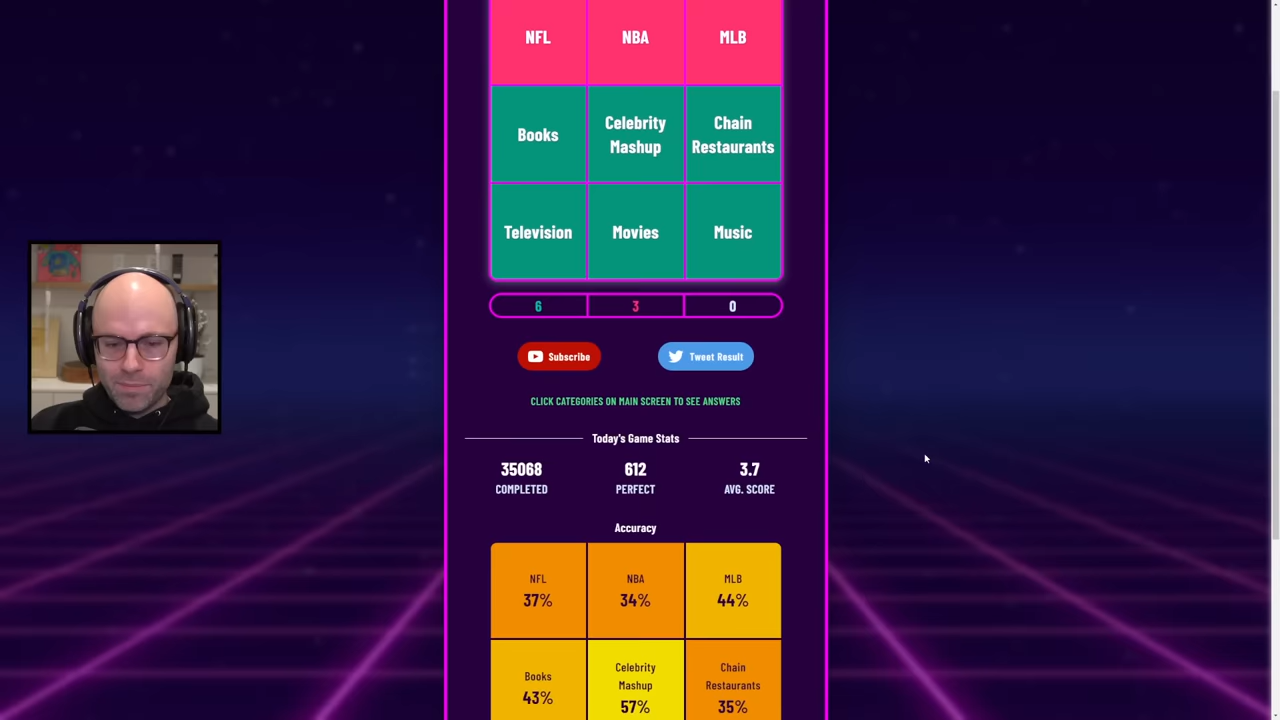 NFL
NBA
MLB
Books
Celebrity
Mashup
Chain
Restaurants
Television
Movies
Music
6
3
0
Subscribe
Tweet Result
CLICK CATEGORIES ON MAIN SCREEN TO SEE ANSWERS
Today's Game Stats
35068
612
3.7
COMPLETED
PERFECT
AVG. SCORE
Accuracy
NFL
37%
NBA
34%
MLB
44%
Books
43%
Celebrity
Mashup
57%
Chain
Restaurants
35%